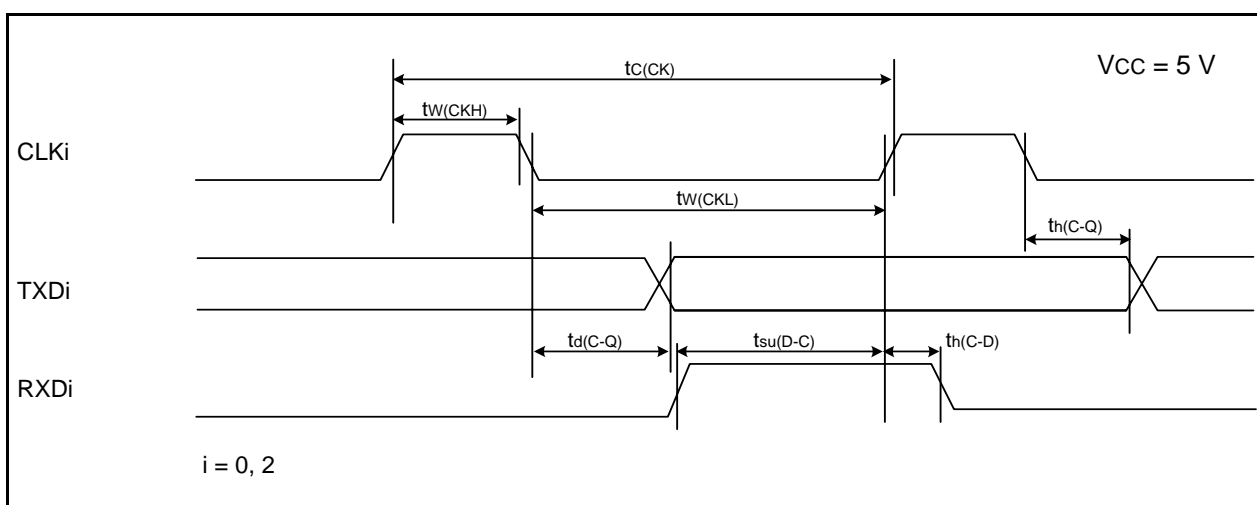 tC(CK)
VCC = 5 V
tW(CKH)
CLKi
tW(CKL)
th(C-Q)
TXDi
td(C-Q)
tsu(D-C)
th(C-D)
RXDi
i = 0, 2